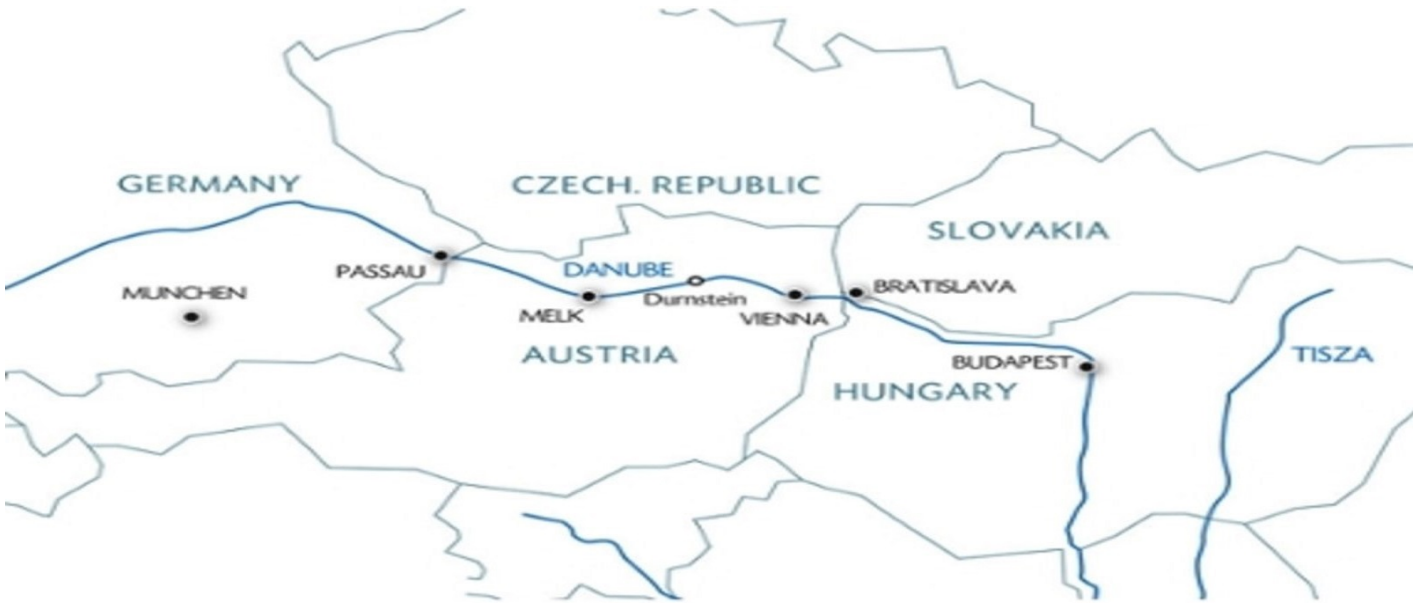 GERMANY
CZECH. REPUBLIC
SLOVAKIA
PASSAU
DANUBE
MUNCHEN
Durnstein
BRATISLAVA
MELK
VIENNA
AUSTRIA
BUDAPEST
TISZA
HUNGARY